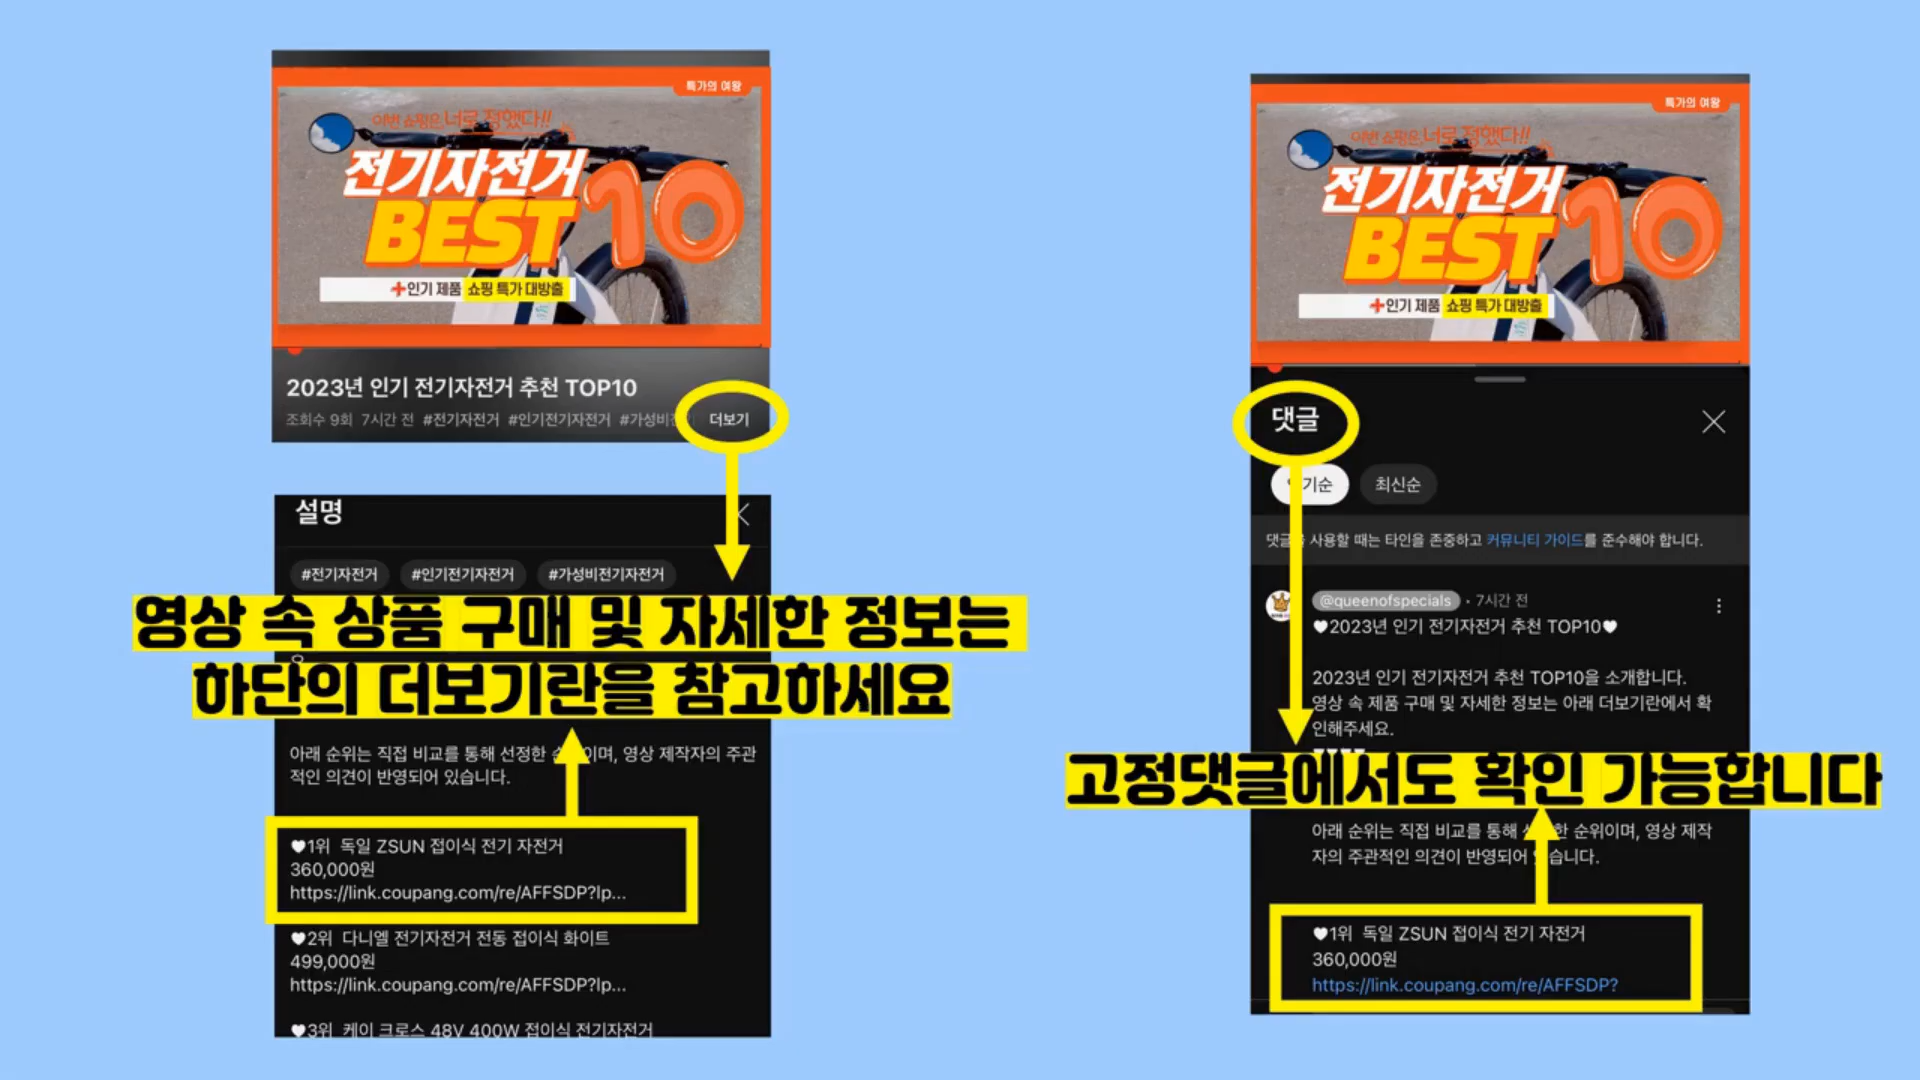 특가의 여왕
이번 쇼핑은 너로 정했다!!
전기자전거
BEST 10
+인기 제품 쇼핑 특가 대방출
2023년 인기 전기자전거 추천 TOP10
조회수 9회 7시간 전 #전기자전거 #인기전기자전거 #가성비
더보기
설명
#전기자전거 #인기전기자전거 #가성비전기자전거
영상 속 상품 구매 및 자세한 정보는
하단의 더보기란을 참고하세요
아래 순위는 직접 비교를 통해 선정한 이며, 영상 제작자의 주관
적인 의견이 반영되어 있습니다.
♥1위 독일 ZSUN 접이식 전기 자전거
360,000원
https://link.coupang.com/re/AFFSDP?lp...
♥2위 다니엘 전기자전거 전동 접이식 화이트
499,000원
https://link.coupang.com/re/AFFSDP?lp...
♥3위 케이 크로스 48V 400W 접이식 전기자전거
특가의 여왕
이번 쇼핑은 너로 정했다!!
전기자전거
BEST 10
+인기 제품 쇼핑 특가 대방출
댓글
기순 최신순
댓글 사용할 때는 타인을 존중하고 커뮤니티 가이드를 준수해야 합니다.
@queenofspecials · 7시간 전
♥2023년 인기 전기자전거 추천 TOP10♥
2023년 인기 전기자전거 추천 TOP10을 소개합니다.
영상 속 제품 구매 및 자세한 정보는 아래 더보기란에서 확
인해주세요.
고정댓글에서도 확인 가능합니다
아래 순위는 직접 비교를 통해 한 순위이며, 영상 제작
자의 주관적인 의견이 반영되어 습니다.
♥1위 독일 ZSUN 접이식 전기 자전거
360,000원
https://link.coupang.com/re/AFFSDP?